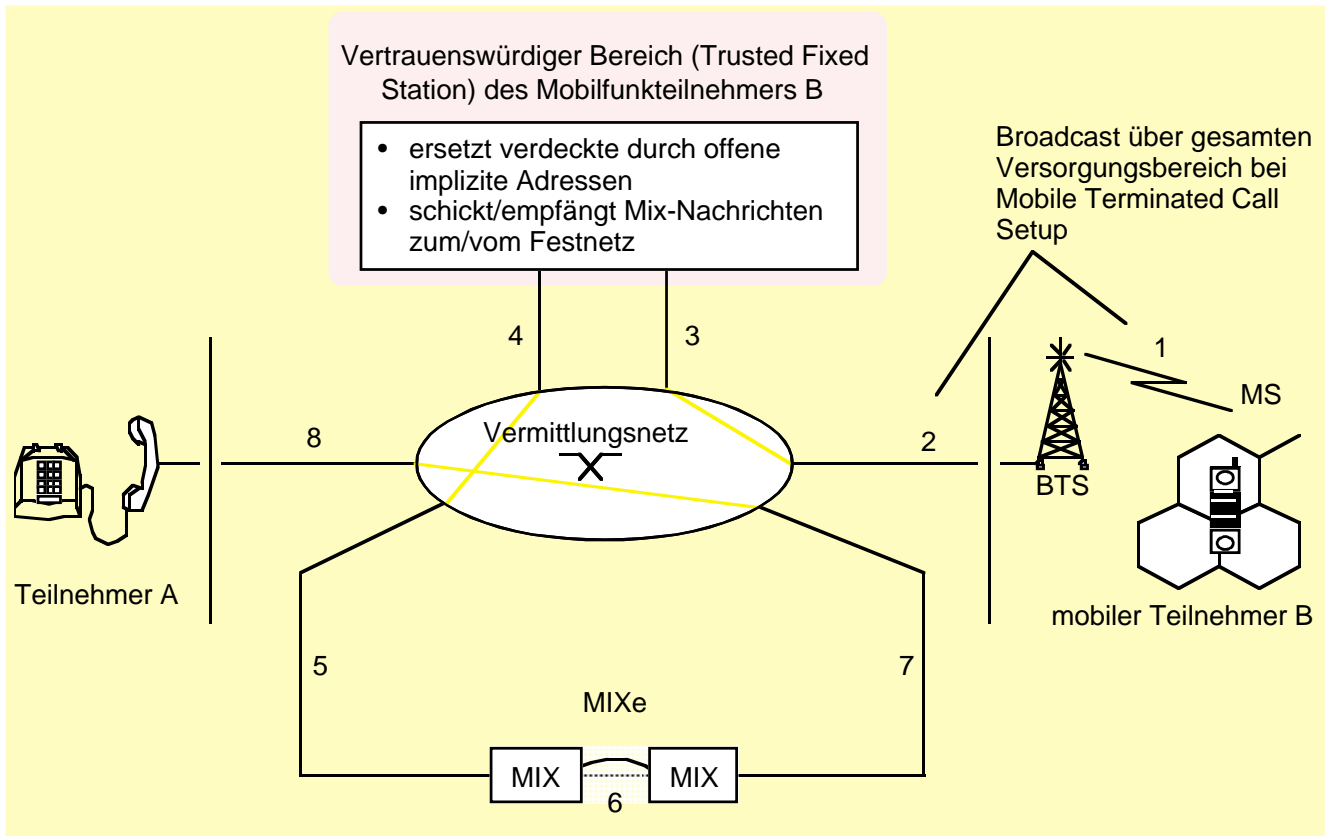 Vertrauenswürdiger Bereich (Trusted Fixed
Station) des Mobilfunkteilnehmers B
• ersetzt verdeckte durch offene
implizite Adressen
• schickt/empfängt Mix-Nachrichten
zum/vom Festnetz
Broadcast über gesamten
Versorgungsbereich bei
Mobile Terminated Call
Setup
4
3
1
MS
8
Vermittlungsnetz
2
BTS
Teilnehmer A
mobiler Teilnehmer B
5
7
MIXe
MIX
MIX
6